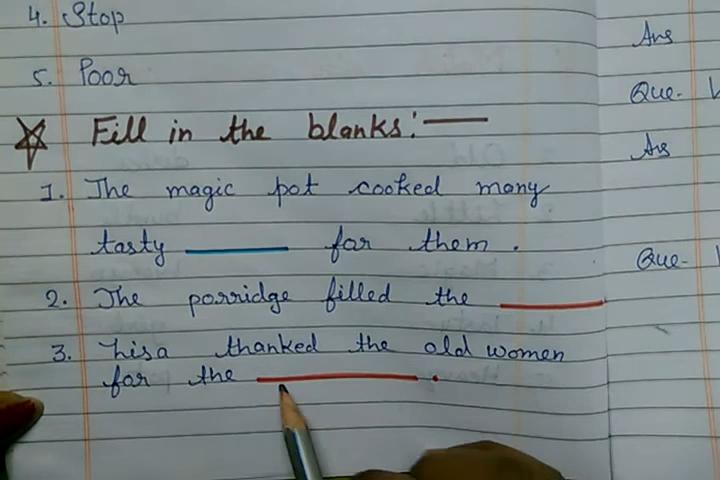 4. Stop
5. Poor
Fill in the blanks:—
1. The magic pot cooked many
tasty ______ for them.
2. The porridge filled the ______
3. Lisa thanked the old women
for the ______.
Ans
Que-
Ans
Que-